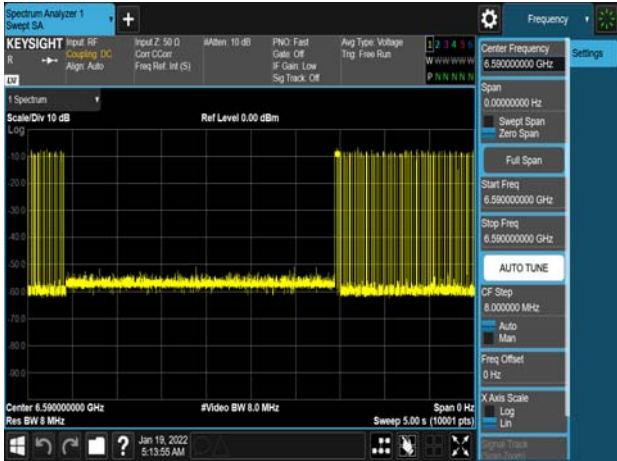 Spectrum Analyzer 1
Swept SA
Frequency
KEYSIGHT
R
LXI
Input: RF
Coupling: DC
Align: Auto
Input Z: 50 Ω
Corr CCorr
Freq Ref: Int (S)
#Atten: 10 dB
PNO: Fast
Gate: Off
IF Gain: Low
Sig Track: Off
Avg Type: Voltage
Trig: Free Run
1 2 3 4 5 6
W W W W W W
P N N N N N
Center Frequency
6.590000000 GHz
Settings
1 Spectrum
Scale/Div 10 dB
Ref Level 0.00 dBm
Log
-10.0
-20.0
-30.0
-40.0
-50.0
-60.0
-70.0
-80.0
-90.0
Span
0.00000000 Hz
Swept Span
Zero Span
Full Span
Start Freq
6.590000000 GHz
Stop Freq
6.590000000 GHz
AUTO TUNE
CF Step
8.000000 MHz
Auto
Man
Freq Offset
0 Hz
X Axis Scale
Log
Lin
Signal Track
(Span Zoom)
Center 6.590000000 GHz
#Video BW 8.0 MHz
Span 0 Hz
Res BW 8 MHz
Sweep 5.00 s (10001 pts)
?
Jan 19, 2022
5:13:55 AM